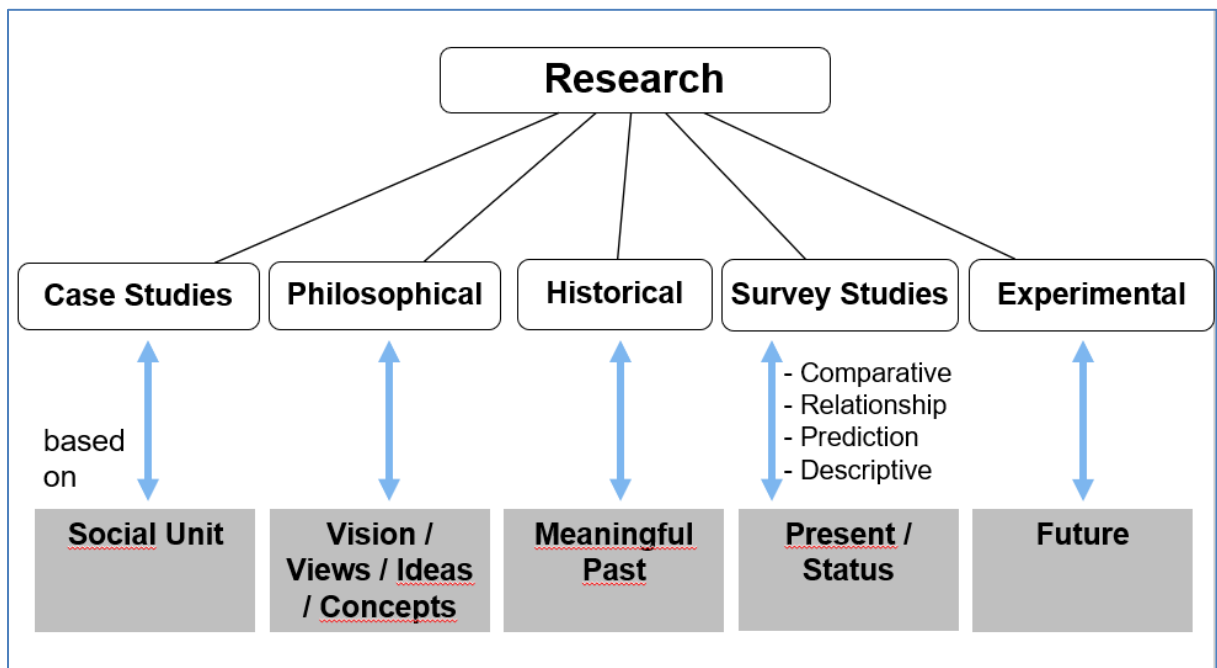 Research
Case Studies
Philosophical
Historical
Survey Studies
Experimental
based
on
- Comparative
- Relationship
- Prediction
- Descriptive
Social Unit
Vision /
Views / Ideas
/ Concepts
Meaningful
Past
Present /
Status
Future